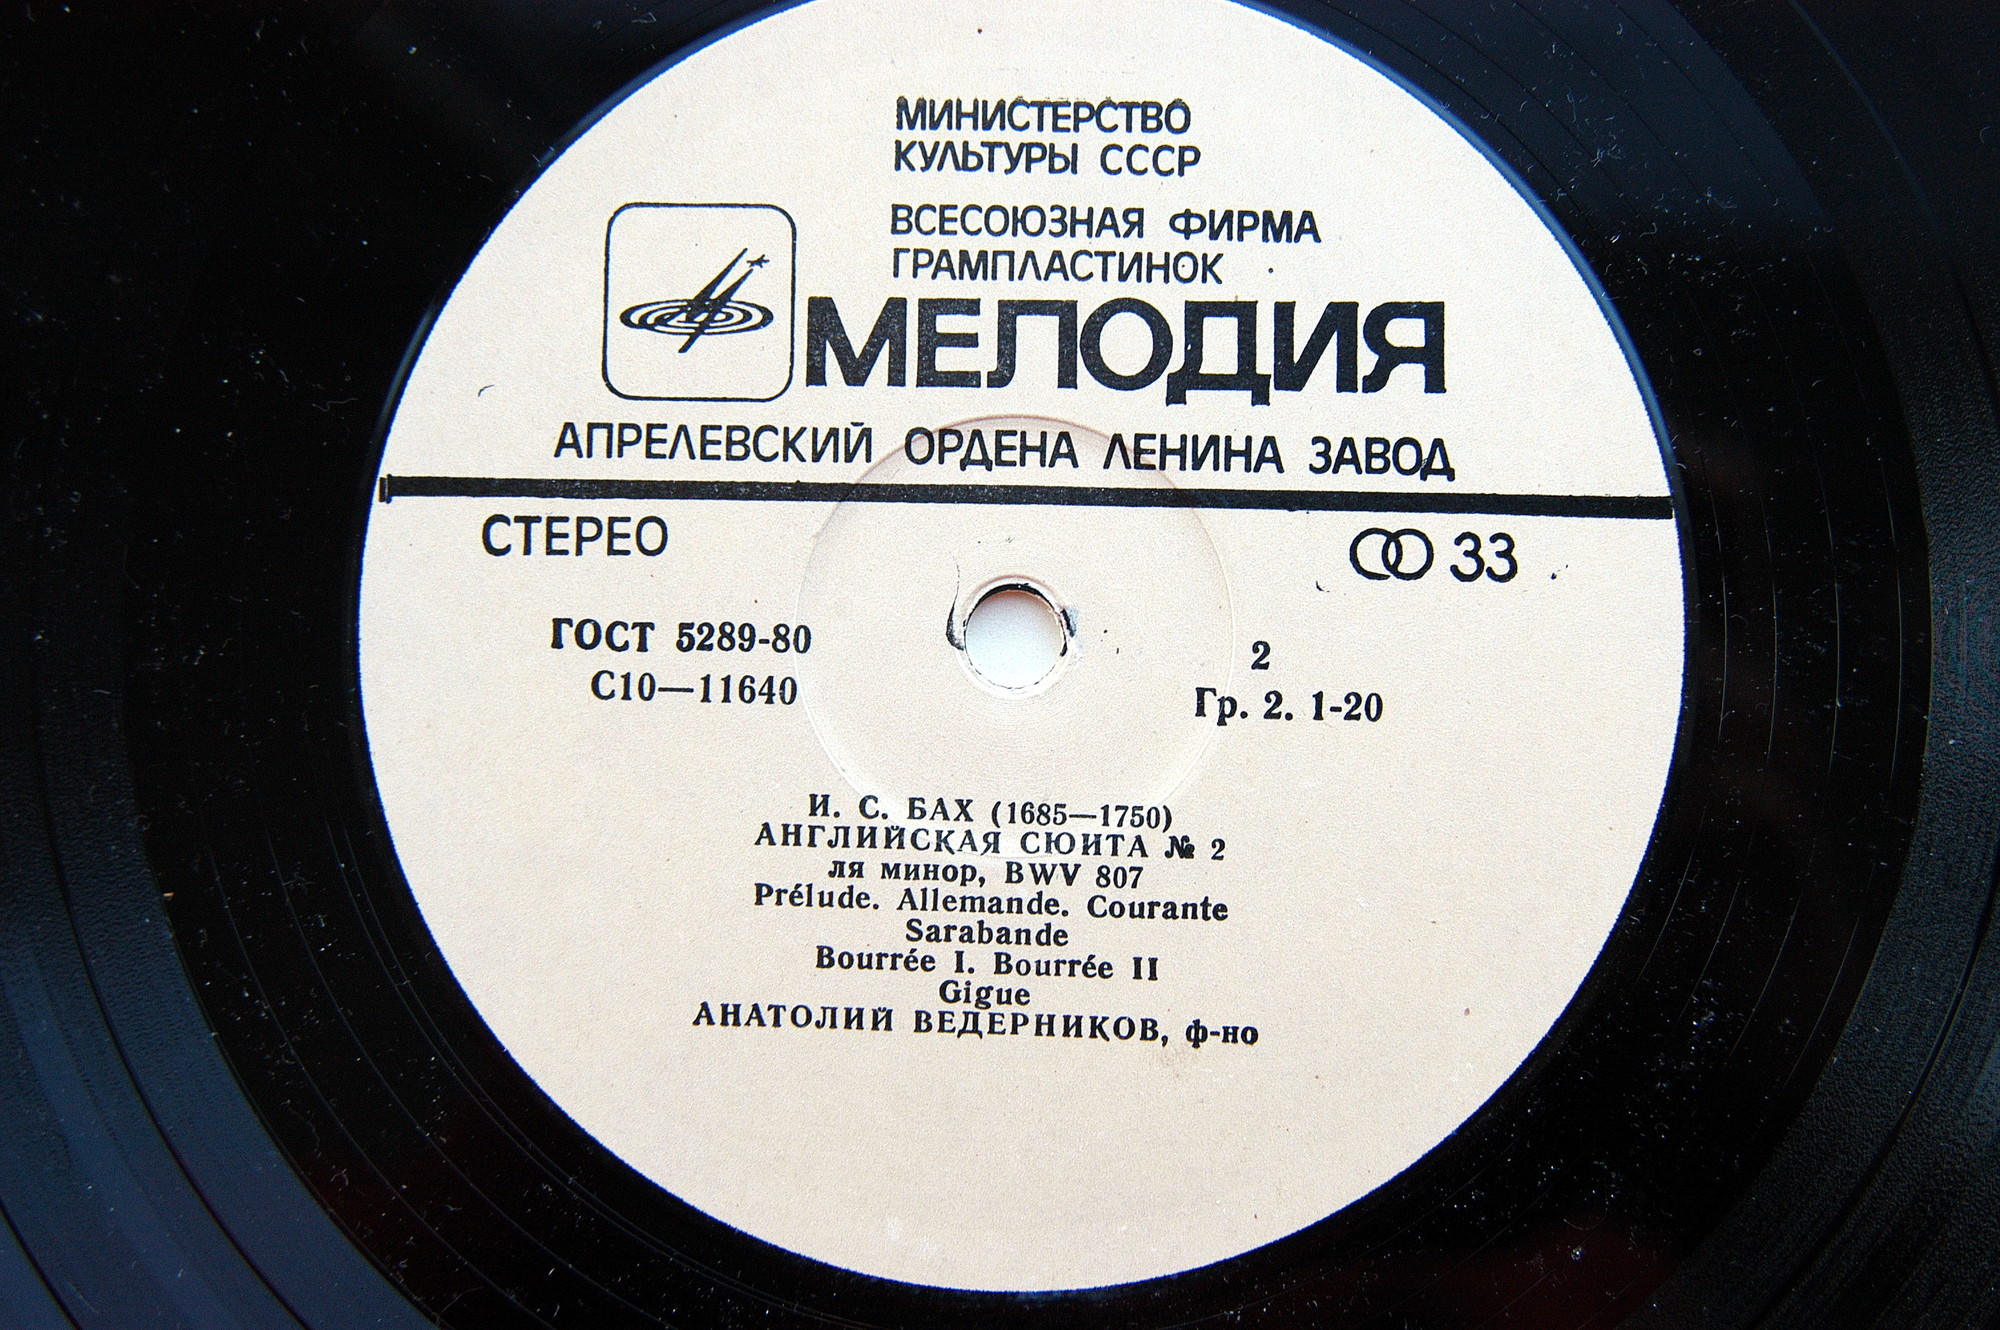 МИНИСТЕРСТВО
КУЛЬТУРЫ СССР
ВСЕСОЮЗНАЯ ФИРМА
ГРАМПЛАСТИНОК
МЕЛОДИЯ
АПРЕЛЕВСКИЙ ОРДЕНА ЛЕНИНА ЗАВОД
СТЕРЕО
33
ГОСТ 5289-80
С10—11640
2
Гр. 2. 1-20
И. С. БАХ (1685—1750)
АНГЛИЙСКАЯ СЮИТА № 2
ля минор, BWV 807
Prélude. Allemande. Courante
Sarabande
Bourrée I. Bourrée II
Gigue
АНАТОЛИЙ ВЕДЕРНИКОВ, ф-но